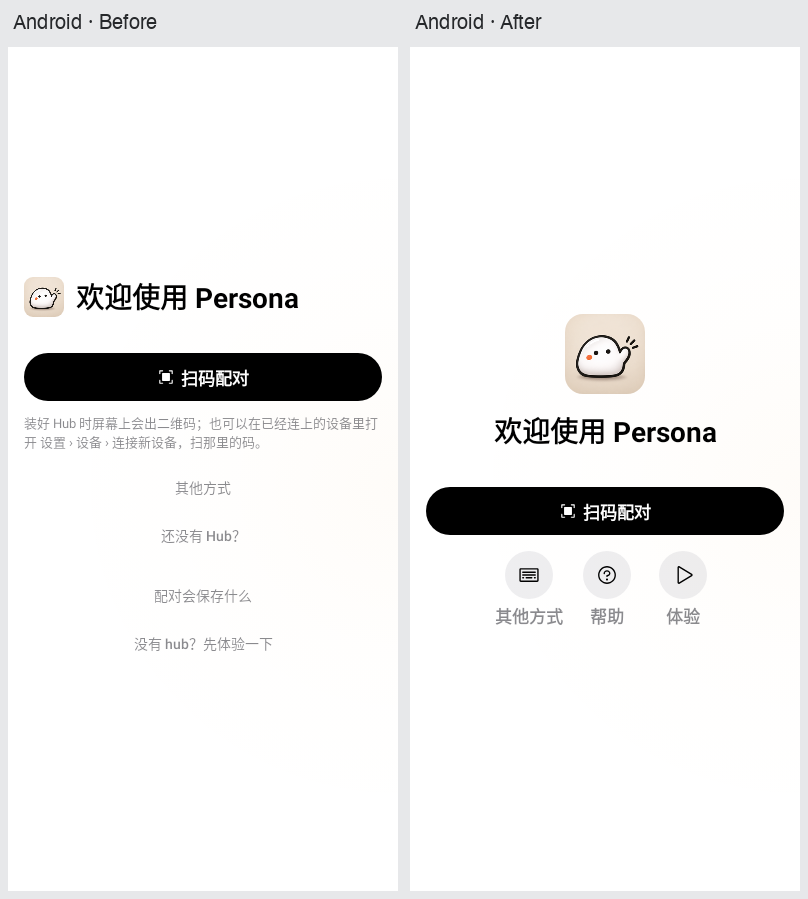 Android · Before
欢迎使用 Persona
扫码配对
装好 Hub 时屏幕上会出二维码；也可以在已经连上的设备里打
开 设置 › 设备 › 连接新设备，扫那里的码。
其他方式
还没有 Hub？
配对会保存什么
没有 hub？先体验一下
Android · After
欢迎使用 Persona
扫码配对
其他方式
帮助
体验